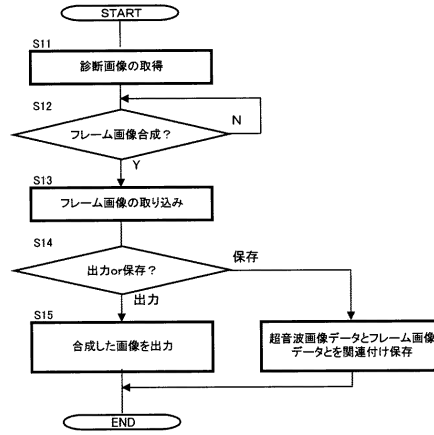 START
S11
診断画像の取得
S12
フレーム画像合成？
N
Y
S13
フレーム画像の取り込み
S14
出力or保存？
保存
出力
S15
合成した画像を出力
超音波画像データとフレーム画像
データとを関連付け保存
END